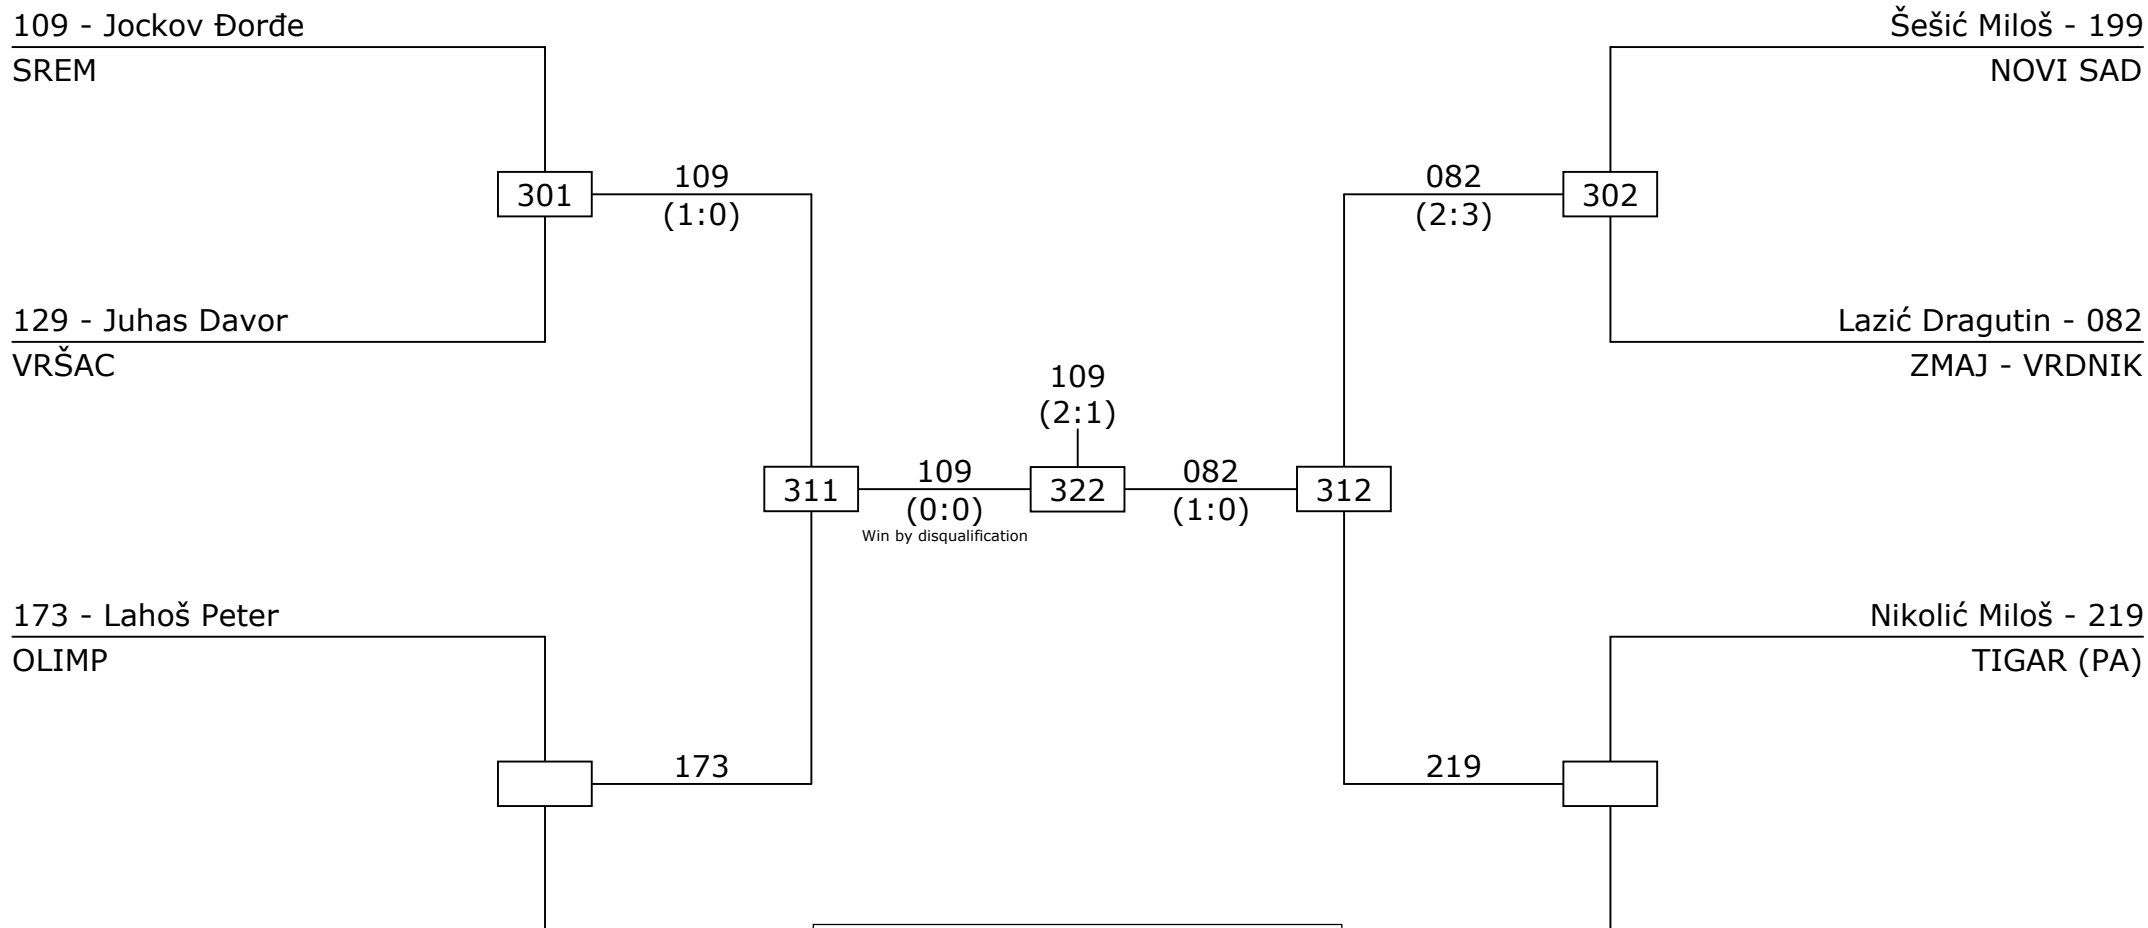 109 - Jockov Đorđe
SREM
Šešić Miloš - 199
NOVI SAD
301
109
(1:0)
082
(2:3)
302
129 - Juhas Davor
VRŠAC
Lazić Dragutin - 082
ZMAJ - VRDNIK
109
(2:1)
311
109
(0:0)
Win by disqualification
322
082
(1:0)
312
173 - Lahoš Peter
OLIMP
Nikolić Miloš - 219
TIGAR (PA)
173
219